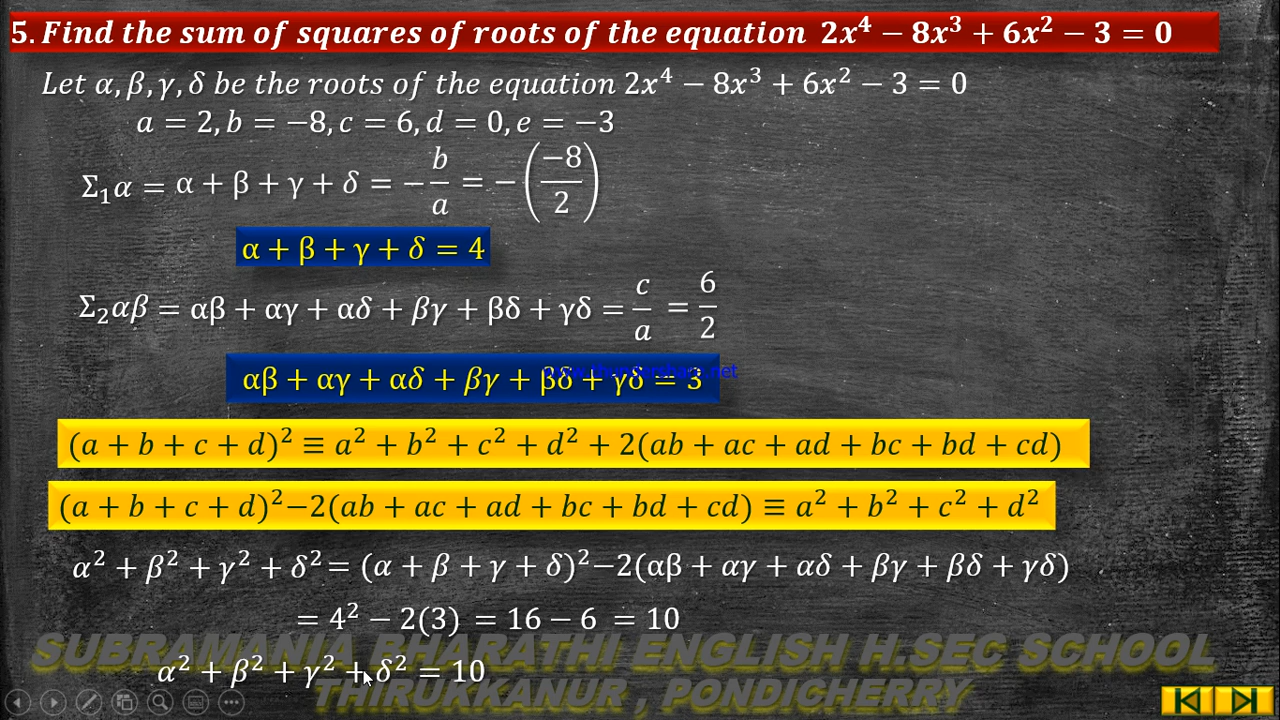 5. Find the sum of squares of roots of the equation 2x⁴ − 8x³ + 6x² − 3 = 0
Let α, β, γ, δ be the roots of the equation 2x⁴ − 8x³ + 6x² − 3 = 0
a = 2, b = −8, c = 6, d = 0, e = −3
Σ₁α = α + β + γ + δ = −b/a = −(−8/2)
α + β + γ + δ = 4
Σ₂αβ = αβ + αγ + αδ + βγ + βδ + γδ = c/a = 6/2
αβ + αγ + αδ + βγ + βδ + γδ = 3
(a + b + c + d)² ≡ a² + b² + c² + d² + 2(ab + ac + ad + bc + bd + cd)
(a + b + c + d)²−2(ab + ac + ad + bc + bd + cd) ≡ a² + b² + c² + d²
α² + β² + γ² + δ² = (α + β + γ + δ)²−2(αβ + αγ + αδ + βγ + βδ + γδ)
= 4² − 2(3) = 16 − 6 = 10
SUBRAMANIA BHARATHI ENGLISH H.SEC SCHOOL ,
α² + β² + γ² + δ² = 10
THIRUKKANUR , PONDICHERRY